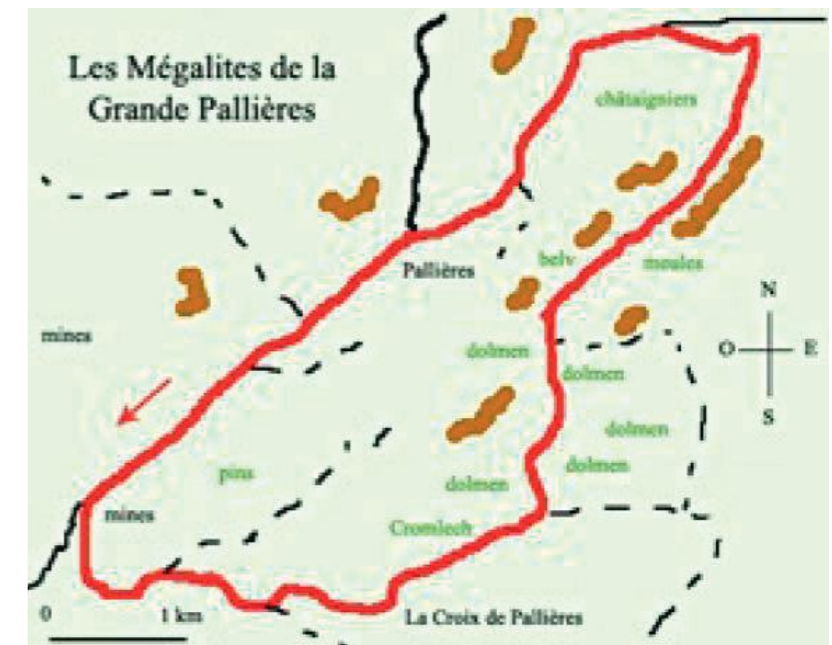 Les Mégalites de la
Grande Pallières
châtaigniers
belv
meules
Pallières
N
O E
S
mines
dolmen
dolmen
dolmen
dolmen
pins
dolmen
mines
Cromlech
0 1 km
La Croix de Pallières